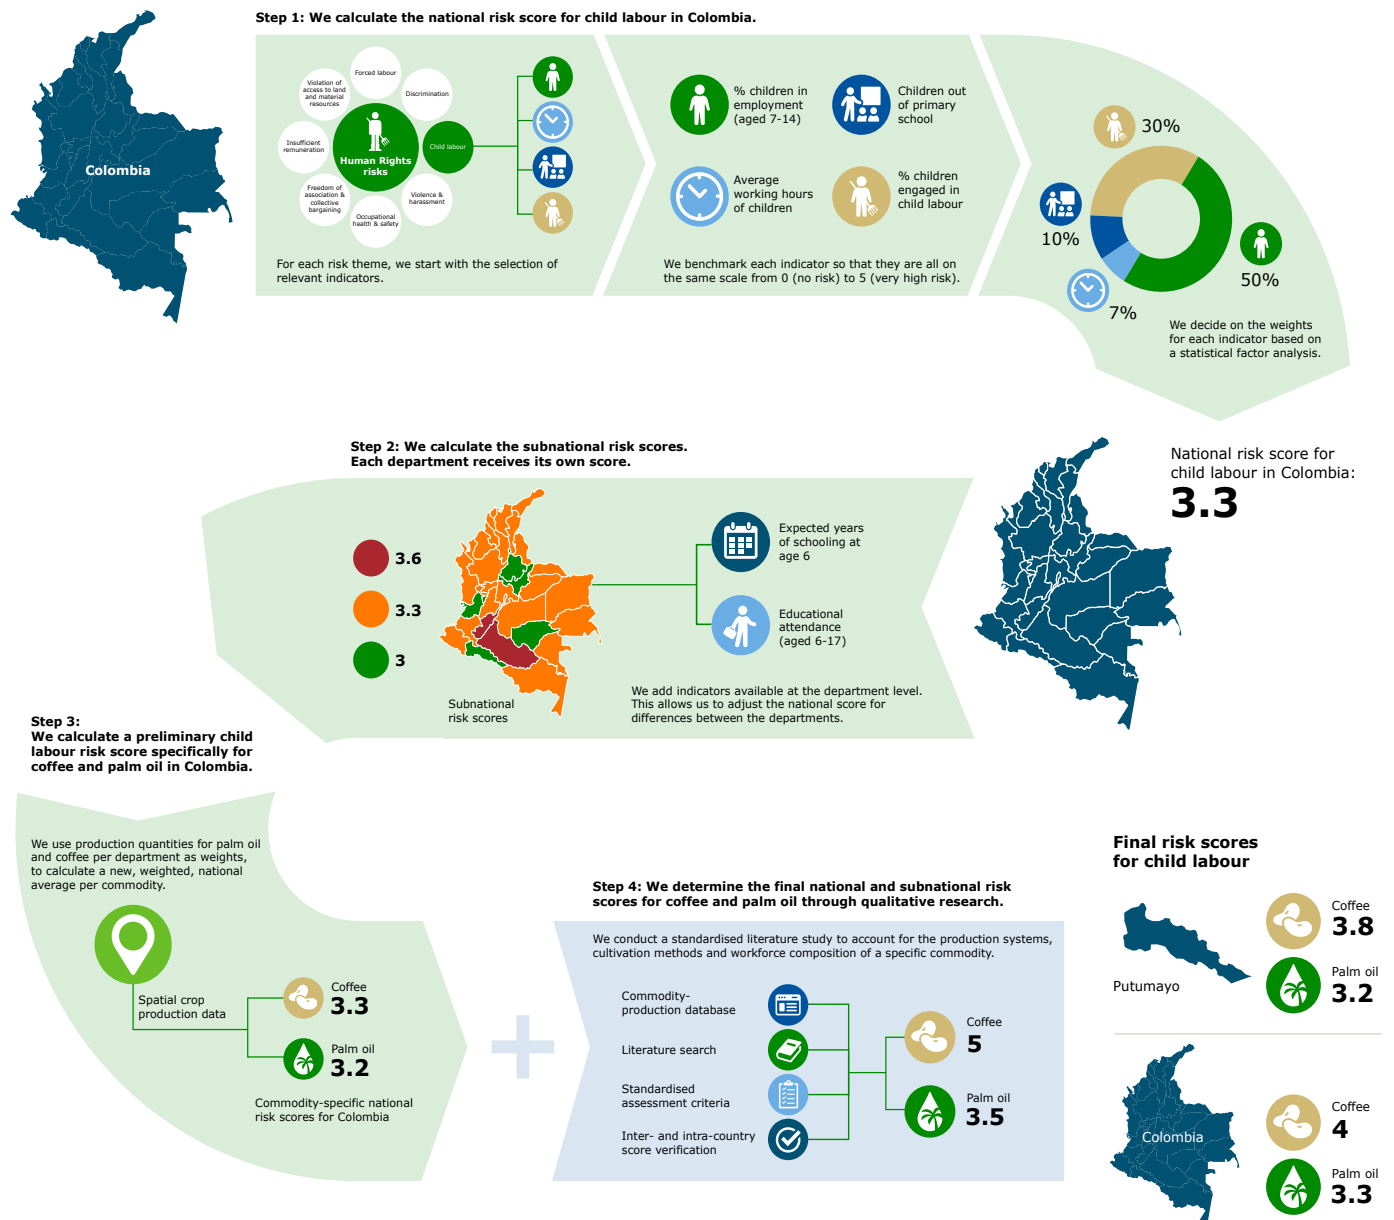 Step 1: We calculate the national risk score for child labour in Colombia.
Colombia
Forced labour
Violation of
access to land
and material
resources
Discrimination
Insufficient
remuneration
Human Rights
risks
Child labour
Freedom of
association &
collective
bargaining
Violence &
harassment
Occupational
health & safety
For each risk theme, we start with the selection of
relevant indicators.
% children in
employment
(aged 7-14)
Children out
of primary
school
Average
working hours
of children
% children
engaged in
child labour
We benchmark each indicator so that they are all on
the same scale from 0 (no risk) to 5 (very high risk).
30%
10%
50%
7%
We decide on the weights
for each indicator based on
a statistical factor analysis.
National risk score for
child labour in Colombia:
3.3
Step 2: We calculate the subnational risk scores.
Each department receives its own score.
3.6
3.3
3
Subnational
risk scores
Expected years
of schooling at
age 6
Educational
attendance
(aged 6-17)
We add indicators available at the department level.
This allows us to adjust the national score for
differences between the departments.
Step 3:
We calculate a preliminary child
labour risk score specifically for
coffee and palm oil in Colombia.
We use production quantities for palm oil
and coffee per department as weights,
to calculate a new, weighted, national
average per commodity.
Spatial crop
production data
Coffee
3.3
Palm oil
3.2
Commodity-specific national
risk scores for Colombia
Step 4: We determine the final national and subnational risk
scores for coffee and palm oil through qualitative research.
We conduct a standardised literature study to account for the production systems,
cultivation methods and workforce composition of a specific commodity.
Commodity-
production database
Literature search
Standardised
assessment criteria
Inter- and intra-country
score verification
Coffee
5
Palm oil
3.5
Final risk scores
for child labour
Putumayo
Coffee
3.8
Palm oil
3.2
Colombia
Coffee
4
Palm oil
3.3